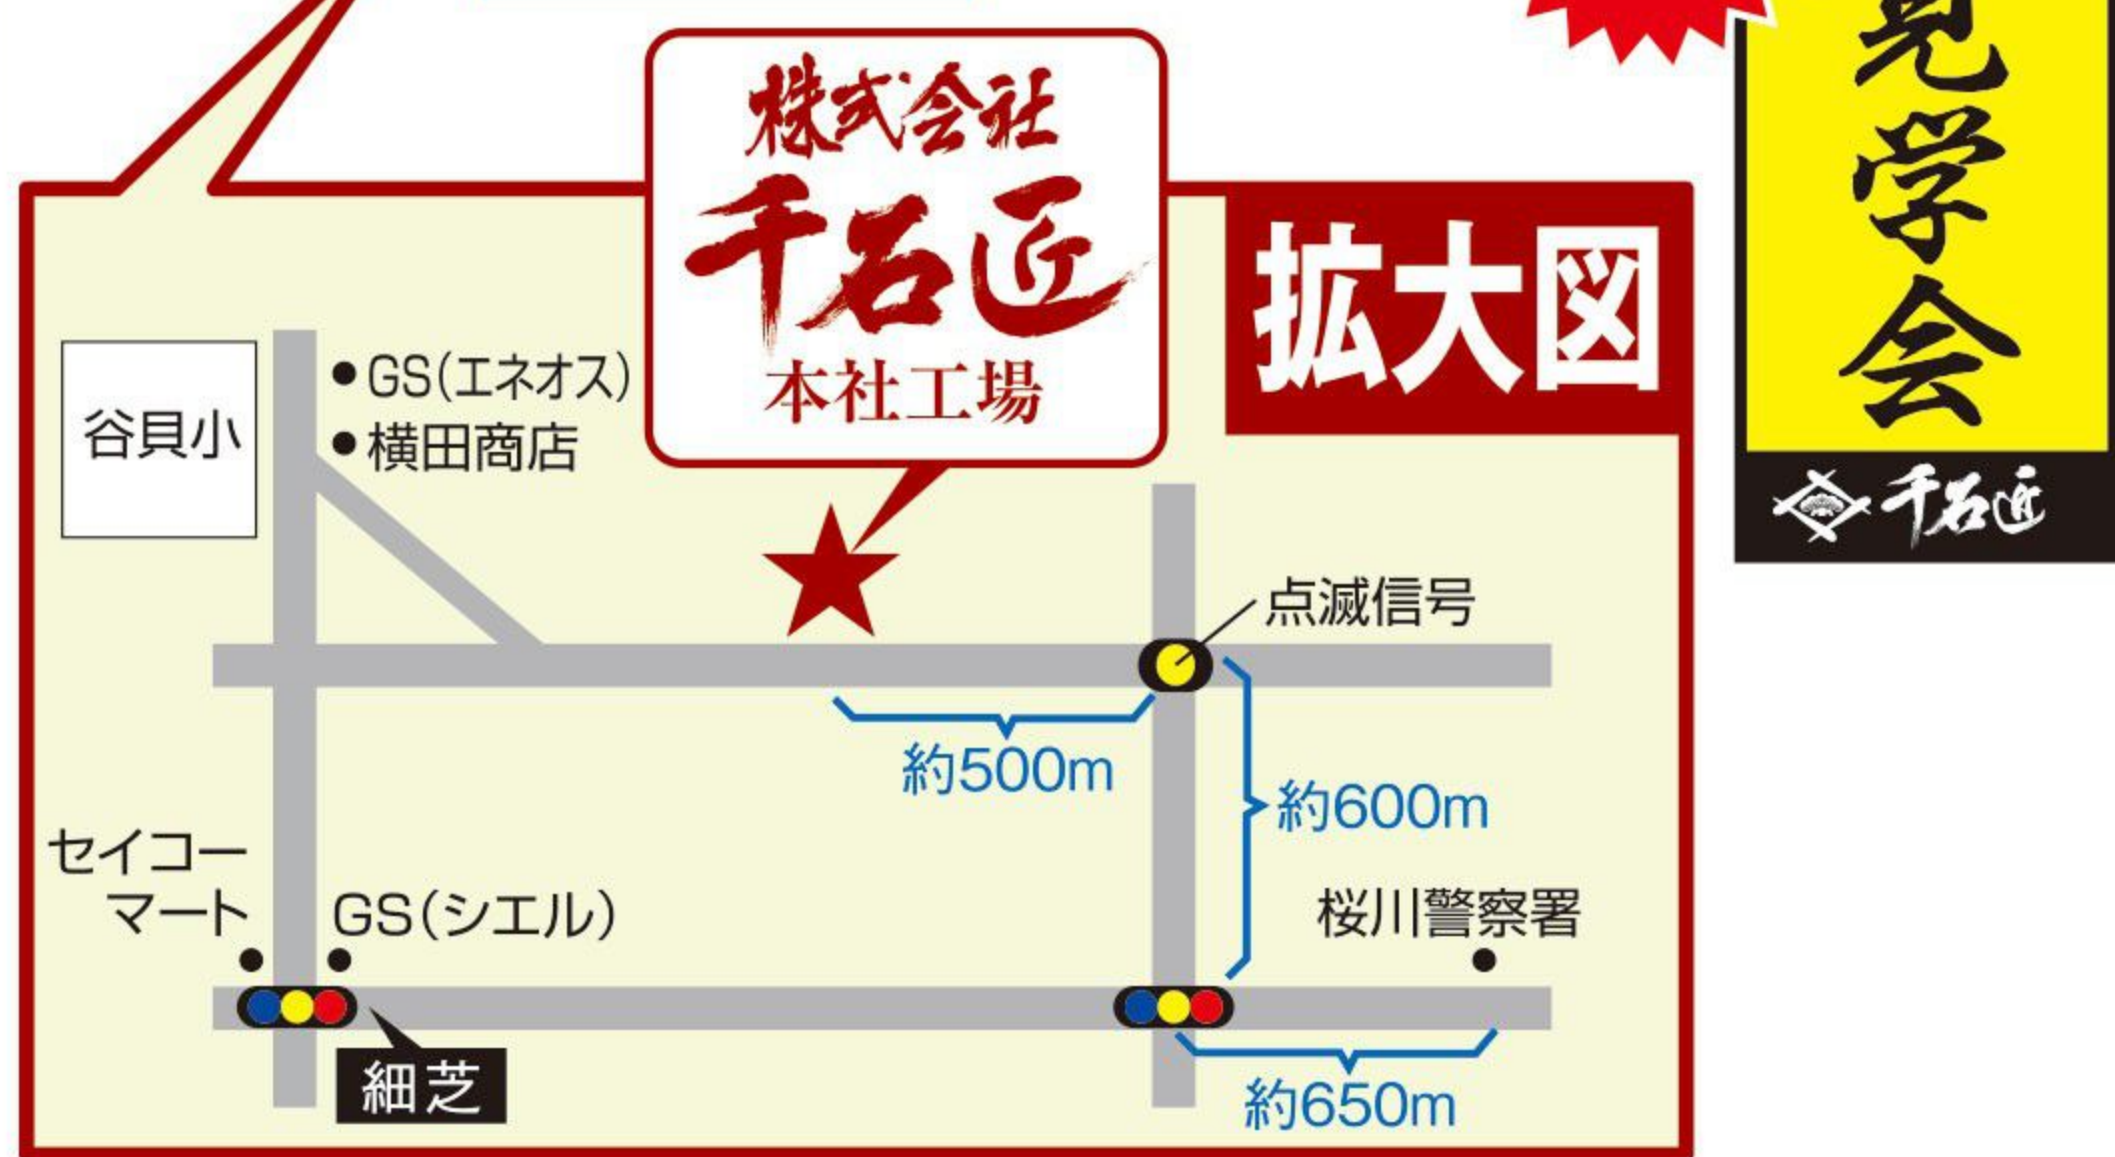 株式会社
千石匠
本社工場
拡大図
見学会
千石匠
谷貝小
GS(エネオス)
横田商店
点滅信号
約500m
約600m
セイコー
マート
GS(シエル)
桜川警察署
細芝
約650m